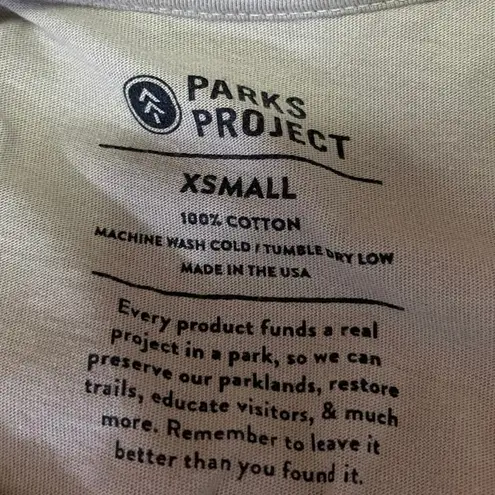 PARKS
PROJECT
XSMALL
100% COTTON
MACHINE WASH COLD / TUMBLE DRY LOW
MADE IN THE USA
Every product funds a real
project in a park, so we can
preserve our parklands, restore
trails, educate visitors, & much
more. Remember to leave it
better than you found it.